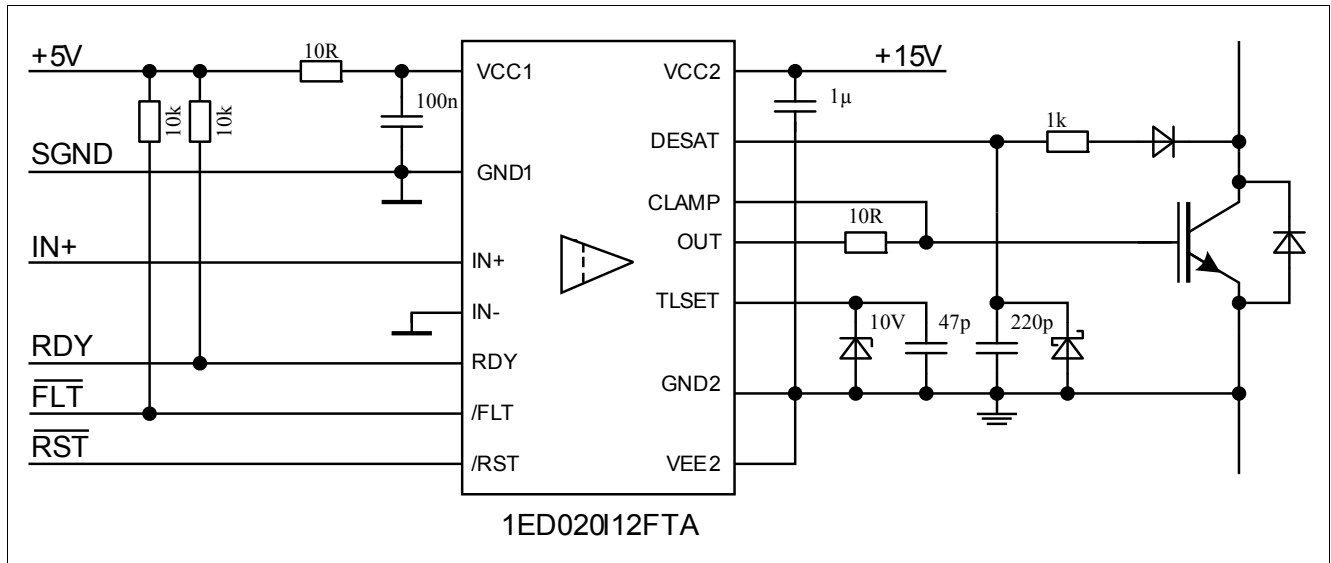 +5V
10R
VCC1
VCC2
+15V
10k
10k
100n
1µ
SGND
GND1
DESAT
1k
CLAMP
IN+
IN+
OUT
10R
IN-
TLSET
10V
47p
220p
RDY
RDY
GND2
FLT
/FLT
RST
/RST
VEE2
1ED020I12FTA